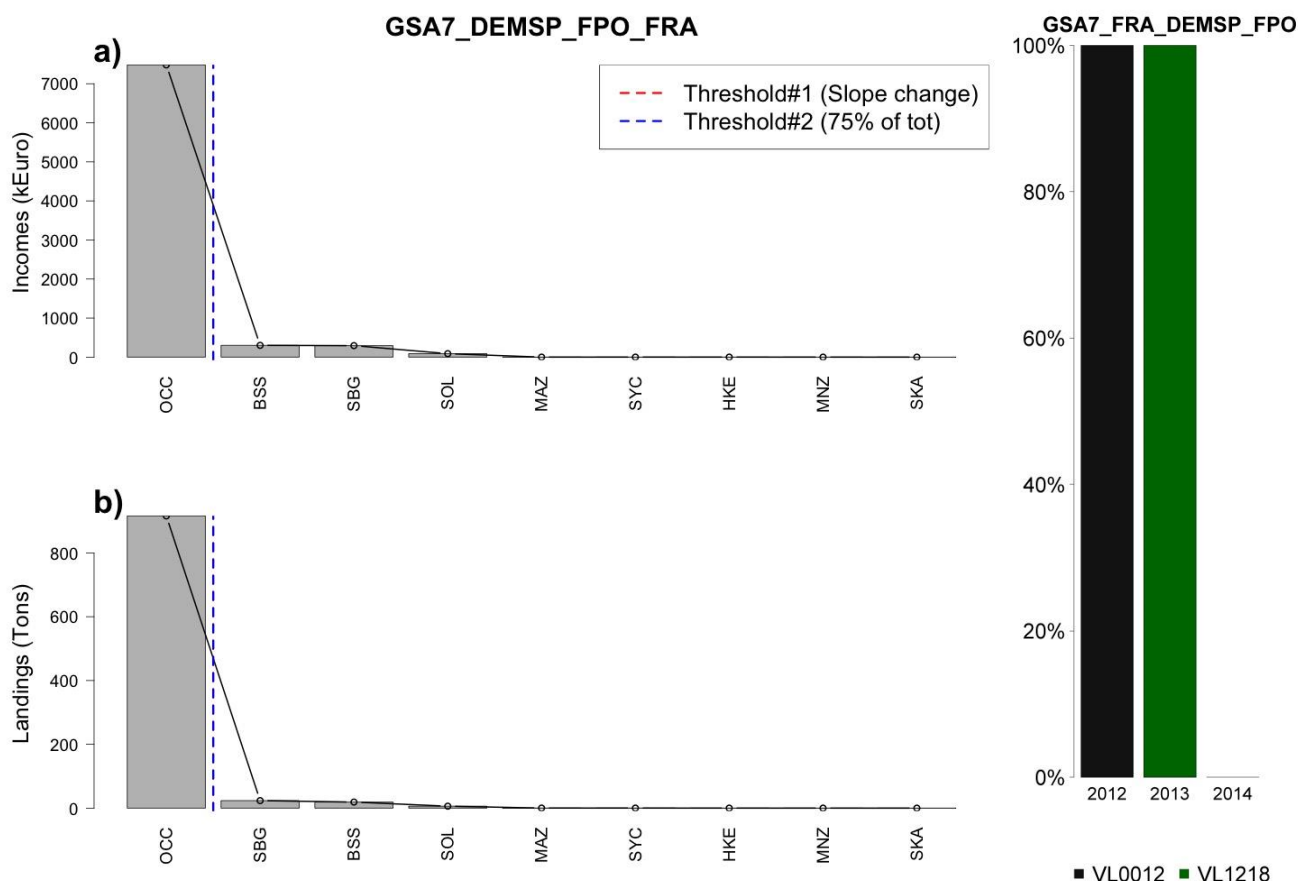 GSA7_DEMSP_FPO_FRA
a)
Incomes (kEuro)
7000
6000
5000
4000
3000
2000
1000
0
Threshold#1 (Slope change)
Threshold#2 (75% of tot)
OCC BSS SBG SOL MAZ SYC HKE MNZ SKA
b)
Landings (Tons)
800
600
400
200
0
OCC SBG BSS SOL MAZ SYC HKE MNZ SKA
GSA7_FRA_DEMSP_FPO
100%
80%
60%
40%
20%
0%
2012 2013 2014
VL0012 VL1218